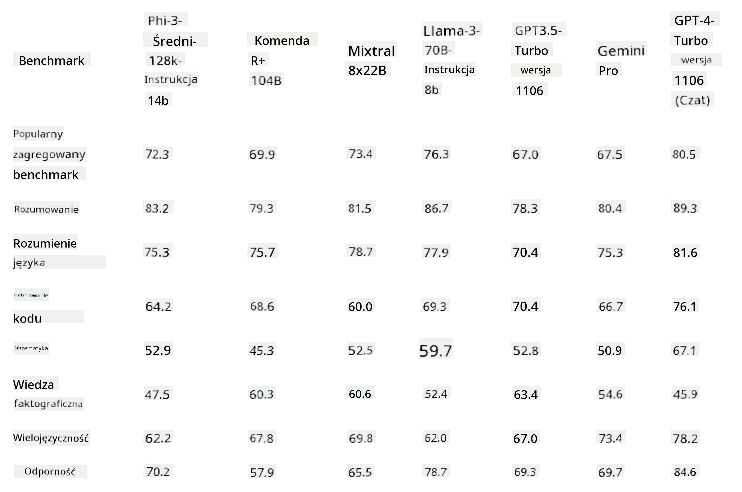 Benchmark
Phi-3-
Średni-
128k-
Instrukcja
14b
Komenda
R+
104B
Mixtral
8x22B
Llama-3-
70B-
Instrukcja
8b
GPT3.5-
Turbo
wersja
1106
Gemini
Pro
GPT-4-
Turbo
wersja
1106
(Czat)
Popularny
zagregowany
benchmark
72.3 69.9 73.4 76.3 67.0 67.5 80.5
Rozumowanie 83.2 79.3 81.5 86.7 78.3 80.4 89.3
Rozumienie
języka
75.3 75.7 78.7 77.9 70.4 75.3 81.6
kodu
64.2 68.6 60.0 69.3 70.4 66.7 76.1
Matematyka 52.9 45.3 52.5 59.7 52.8 50.9 67.1
Wiedza
faktograficzna
47.5 60.3 60.6 52.4 63.4 54.6 45.9
Wielojęzyczność 62.2 67.8 69.8 62.0 67.0 73.4 78.2
Odporność 70.2 57.9 65.5 78.7 69.3 69.7 84.6